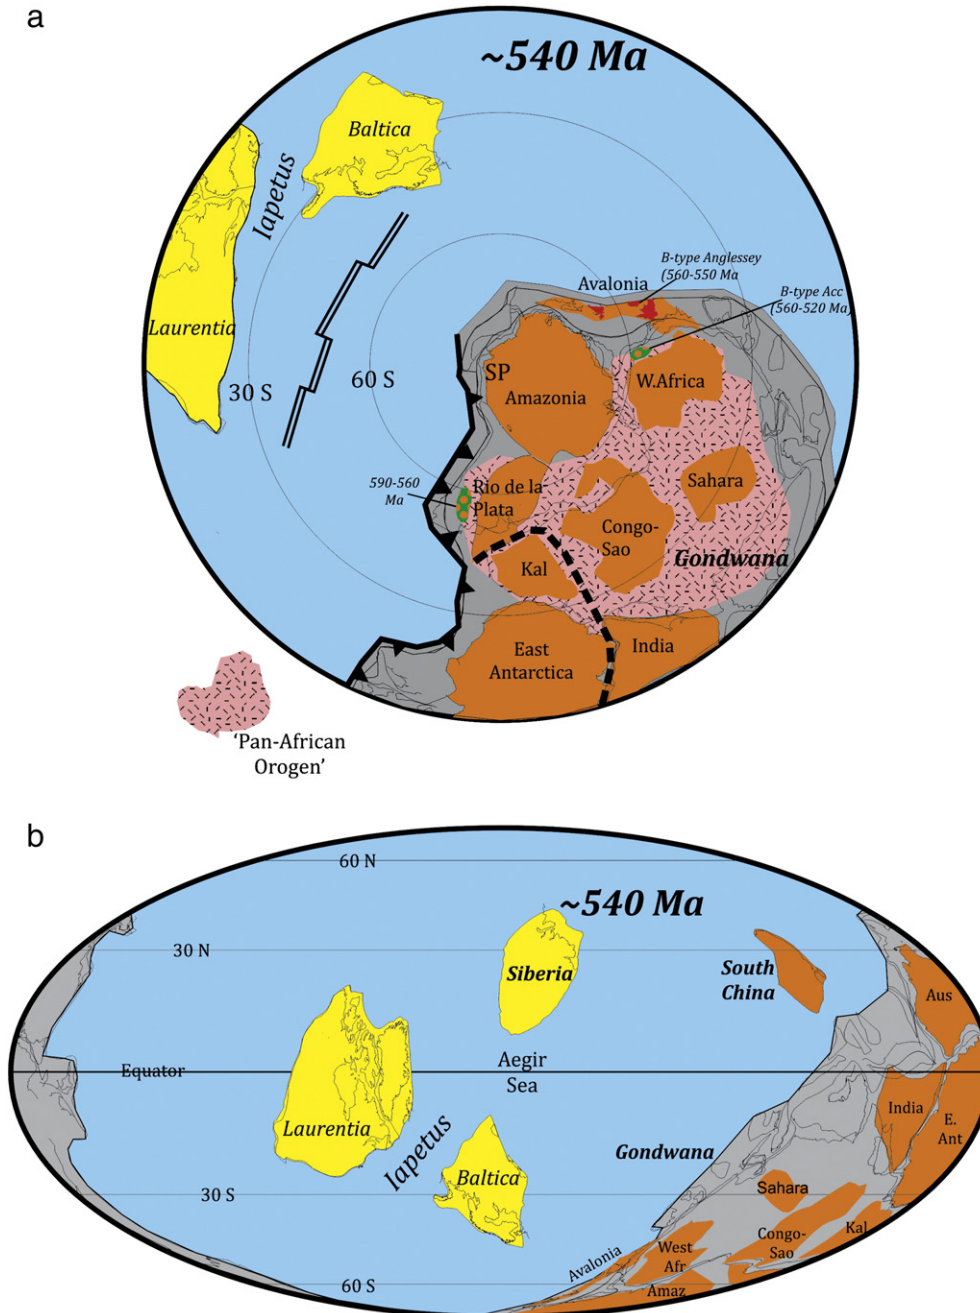 a
~540 Ma
Baltica
Iapetus
Laurentia
30 S
60 S
SP
Avalonia
B-type Anglessey
(560-550 Ma
B-type Acc
(560-520 Ma)
Amazonia
W.Africa
590-560
Ma
Rio de la
Plata
Sahara
Congo-
Sao
Gondwana
Kal
East
Antarctica
India
'Pan-African
Orogen'
b
60 N
~540 Ma
30 N
Siberia
South
China
Aus
Equator
Aegir
Sea
Laurentia
Iapetus
Baltica
Gondwana
India
E.
Ant
30 S
Sahara
Congo-
Sao
Kal
Avalonia
West
Afr
60 S
Amaz